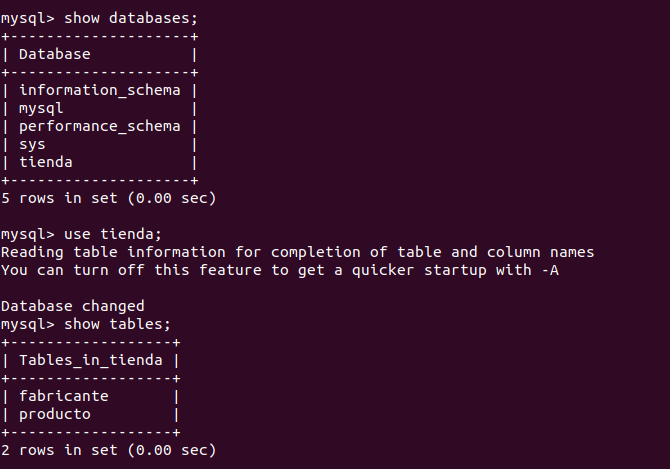 mysql> show databases;
+--------------------+
| Database           |
+--------------------+
| information_schema |
| mysql              |
| performance_schema |
| sys                |
| tienda             |
+--------------------+
5 rows in set (0.00 sec)

mysql> use tienda;
Reading table information for completion of table and column names
You can turn off this feature to get a quicker startup with -A

Database changed
mysql> show tables;
+------------------+
| Tables_in_tienda |
+------------------+
| fabricante       |
| producto         |
+------------------+
2 rows in set (0.00 sec)